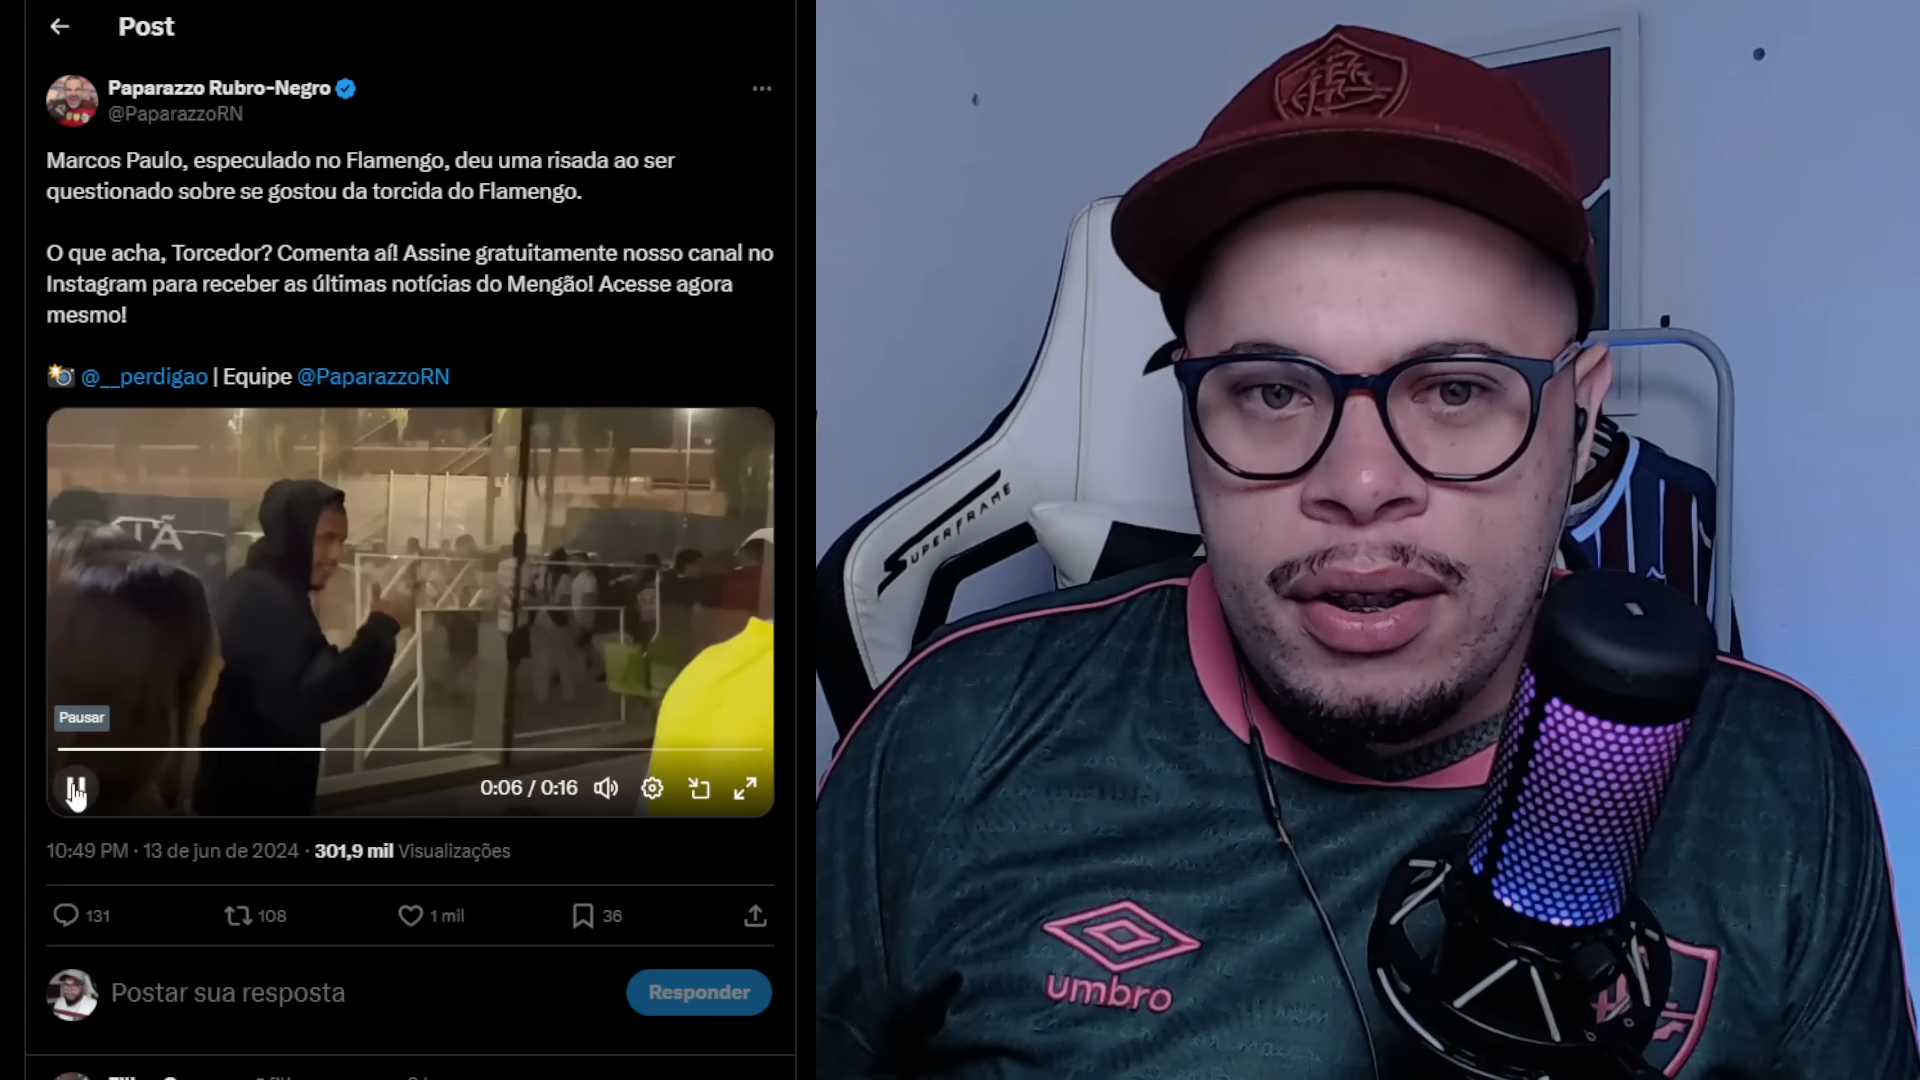 Post
Paparazzo Rubro-Negro
@PaparazzoRN
Marcos Paulo, especulado no Flamengo, deu uma risada ao ser
questionado sobre se gostou da torcida do Flamengo.
O que acha, Torcedor? Comenta aí! Assine gratuitamente nosso canal no
Instagram para receber as últimas notícias do Mengão! Acesse agora
mesmo!
@__perdigao | Equipe @PaparazzoRN
Pausar
0:06 / 0:16
10:49 PM · 13 de jun de 2024 · 301,9 mil Visualizações
131 108 1 mil 36
Postar sua resposta
Responder
SUPERFRAME
umbro